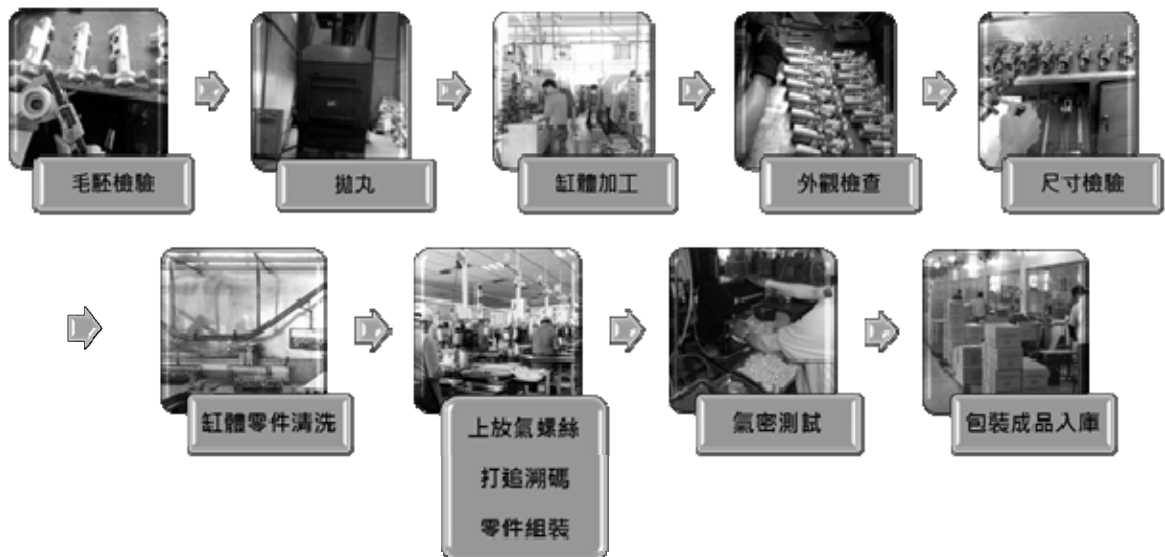 毛胚檢驗
拋丸
缸體加工
外觀檢查
尺寸檢驗
缸體零件清洗
上放氣螺絲
打追溯碼
零件組裝
氣密測試
包裝成品入庫